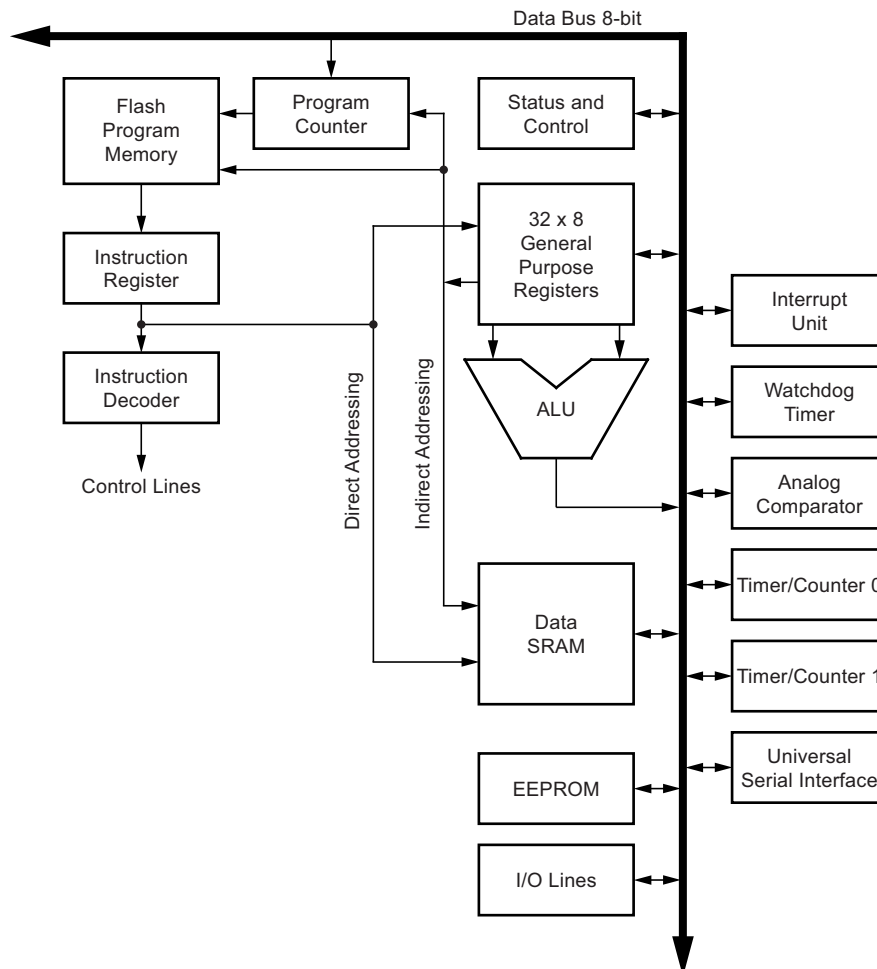 Data Bus 8-bit
Flash
Program
Memory
Program
Counter
Status and
Control
32 x 8
General
Purpose
Registers
Instruction
Register
Interrupt
Unit
Instruction
Decoder
ALU
Watchdog
Timer
Control Lines
Direct Addressing
Indirect Addressing
Analog
Comparator
Data
SRAM
Timer/Counter 0
Timer/Counter 1
Universal
Serial Interface
EEPROM
I/O Lines